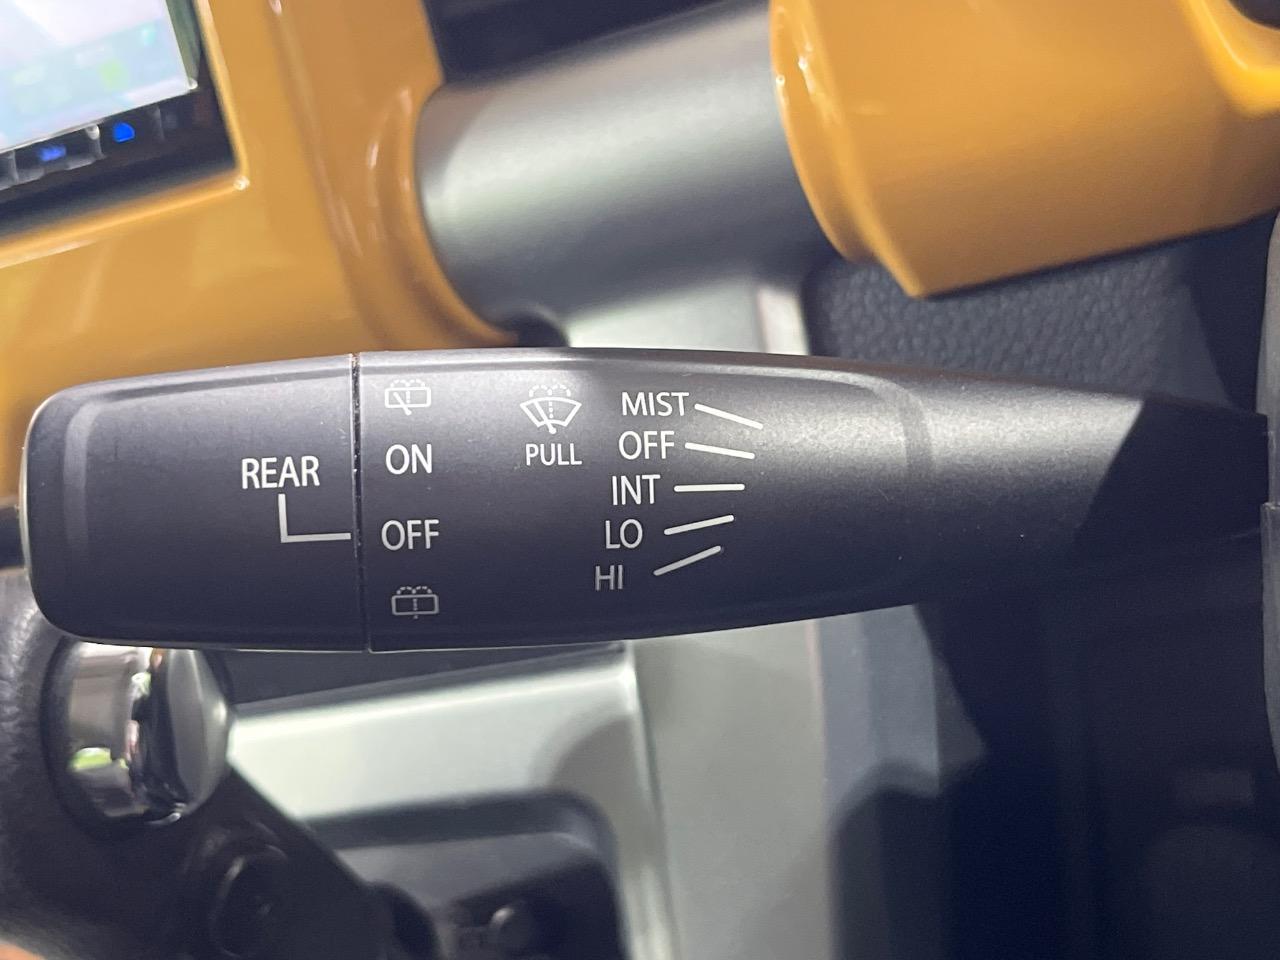 REAR
ON
OFF
PULL
MIST
OFF
INT
LO
HI